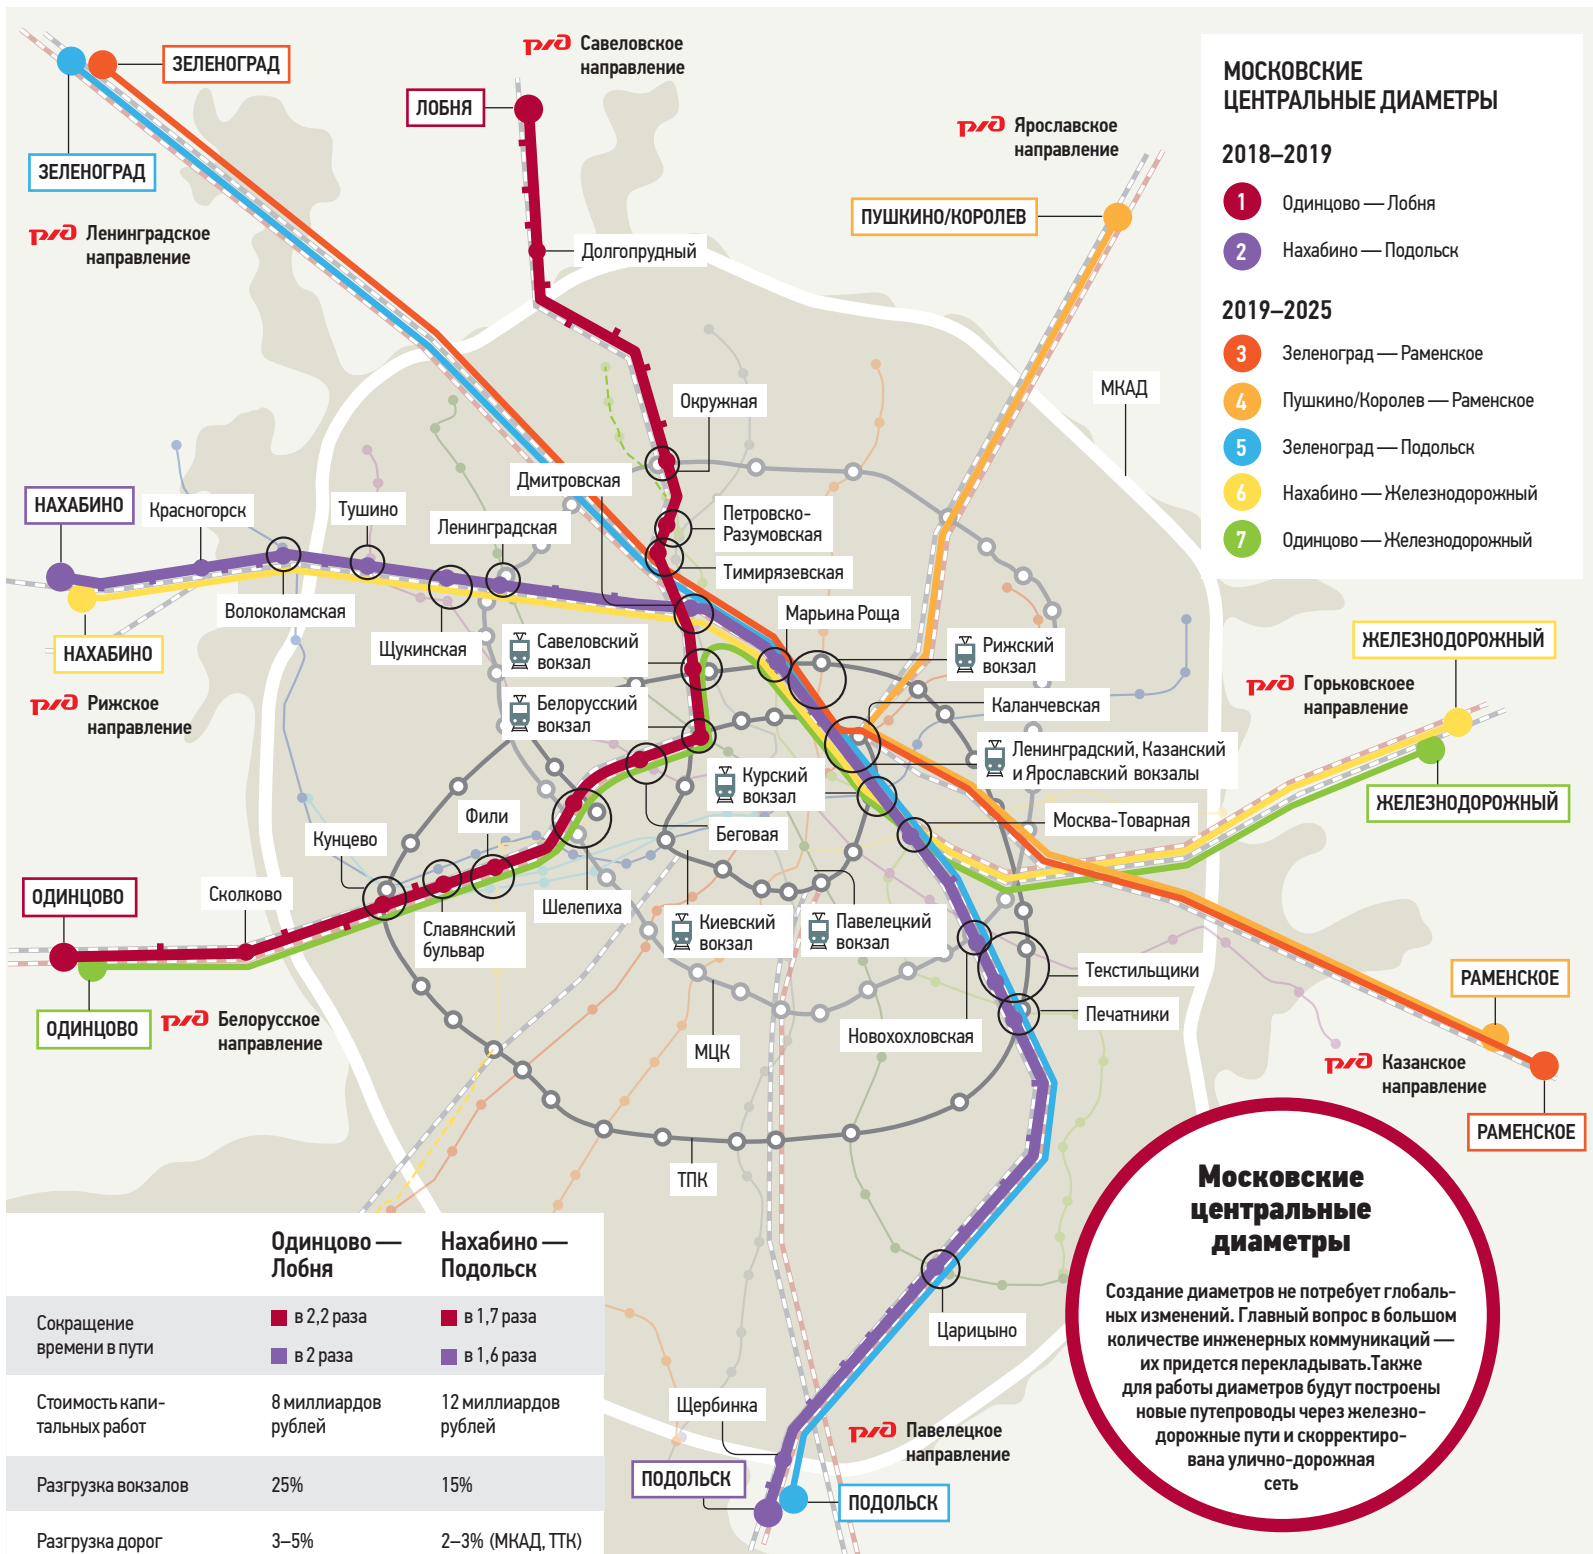 ЗЕЛЕНОГРАД
ЗЕЛЕНОГРАД
ржд Савеловское
направление
ЛОБНЯ
ржд Ярославское
направление
ПУШКИНО/КОРОЛЕВ
ржд Ленинградское
направление
Долгопрудный
МОСКОВСКИЕ
ЦЕНТРАЛЬНЫЕ ДИАМЕТРЫ
2018–2019
1 Одинцово — Лобня
2 Нахабино — Подольск
2019–2025
3 Зеленоград — Раменское
4 Пушкино/Королев — Раменское
5 Зеленоград — Подольск
6 Нахабино — Железнодорожный
7 Одинцово — Железнодорожный
МКАД
Окружная
Дмитровская
НАХАБИНО
Красногорск
Тушино
Ленинградская
Петровско-
Разумовская
Тимирязевская
Волоколамская
Щукинская
Марьина Роща
НАХАБИНО
Савеловский
вокзал
Рижский
вокзал
ЖЕЛЕЗНОДОРОЖНЫЙ
ржд Рижское
направление
Белорусский
вокзал
Каланчевская
ржд Горьковскоее
направление
Ленинградский, Казанский
и Ярославский вокзалы
Курский
вокзал
ЖЕЛЕЗНОДОРОЖНЫЙ
Фили
Кунцево
Беговая
Москва-Товарная
ОДИНЦОВО
Сколково
Шелепиха
Славянский
бульвар
Киевский
вокзал
Павелецкий
вокзал
Текстильщики
РАМЕНСКОЕ
ОДИНЦОВО
ржд Белорусское
направление
Печатники
Новохохловская
МЦК
ржд Казанское
направление
РАМЕНСКОЕ
ТПК
Царицыно
Щербинка
ржд Павелецкое
направление
ПОДОЛЬСК
ПОДОЛЬСК
Московские
центральные
диаметры
Создание диаметров не потребует глобаль-
ных изменений. Главный вопрос в большом
количестве инженерных коммуникаций —
их придется перекладывать.Также
для работы диаметров будут построены
новые путепроводы через железно-
дорожные пути и скорректиро-
вана улично-дорожная
сеть
Одинцово —
Лобня
Нахабино —
Подольск
Сокращение
времени в пути
в 2,2 раза
в 1,7 раза
в 2 раза
в 1,6 раза
Стоимость капи-
тальных работ
8 миллиардов
рублей
12 миллиардов
рублей
Разгрузка вокзалов
25%
15%
Разгрузка дорог
3–5%
2–3% (МКАД, ТТК)